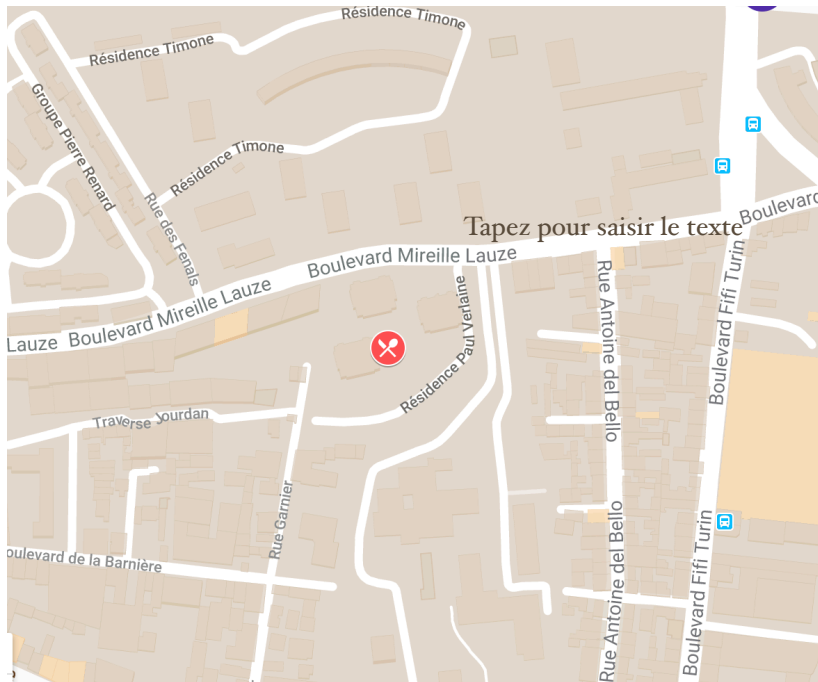 Résidence Timone
Résidence Timone
Groupe Pierre Renard
Résidence Timone
Rue des Fenals
Tapez pour saisir le texte
Boulevard
Boulevard Mireille Lauze
Lauze
Boulevard Mireille Lauze
Rue Antoine del Bello
Boulevard Fifi Turin
Résidence Paul Verlaine
Traverse Jourdan
Rue Garnier
oulevard de la Barnière
Rue Antoine del Bello
Boulevard Fifi Turin